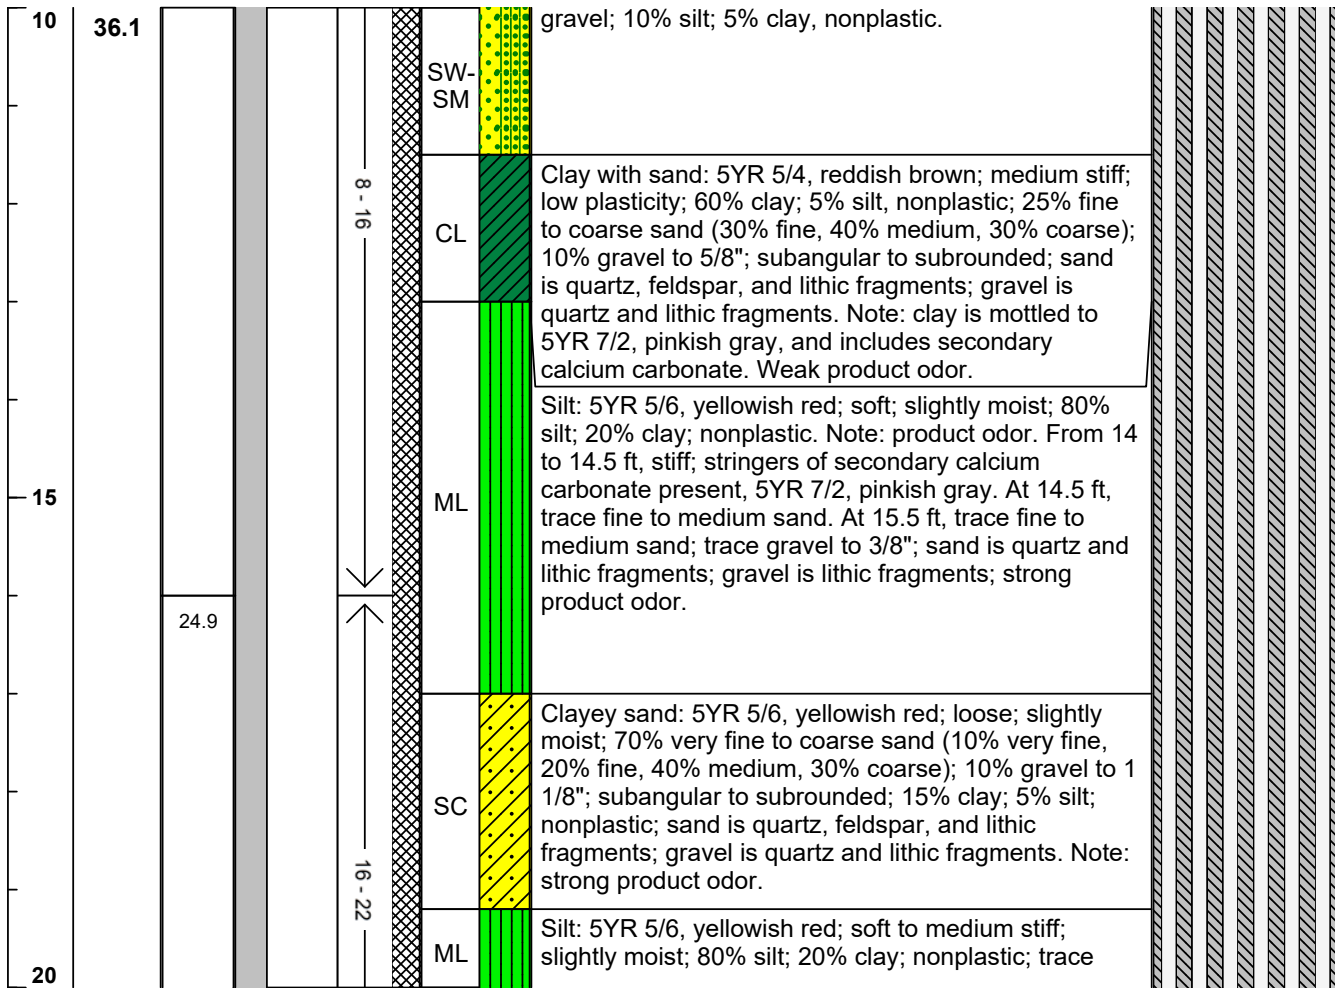 10
36.1
gravel; 10% silt; 5% clay, nonplastic.
SW-
SM
8 - 16
CL
Clay with sand: 5YR 5/4, reddish brown; medium stiff;
low plasticity; 60% clay; 5% silt, nonplastic; 25% fine
to coarse sand (30% fine, 40% medium, 30% coarse);
10% gravel to 5/8"; subangular to subrounded; sand
is quartz, feldspar, and lithic fragments; gravel is
quartz and lithic fragments. Note: clay is mottled to
5YR 7/2, pinkish gray, and includes secondary
calcium carbonate. Weak product odor.
15
ML
Silt: 5YR 5/6, yellowish red; soft; slightly moist; 80%
silt; 20% clay; nonplastic. Note: product odor. From 14
to 14.5 ft, stiff; stringers of secondary calcium
carbonate present, 5YR 7/2, pinkish gray. At 14.5 ft,
trace fine to medium sand. At 15.5 ft, trace fine to
medium sand; trace gravel to 3/8"; sand is quartz and
lithic fragments; gravel is lithic fragments; strong
product odor.
24.9
16 - 22
SC
Clayey sand: 5YR 5/6, yellowish red; loose; slightly
moist; 70% very fine to coarse sand (10% very fine,
20% fine, 40% medium, 30% coarse); 10% gravel to 1
1/8"; subangular to subrounded; 15% clay; 5% silt;
nonplastic; sand is quartz, feldspar, and lithic
fragments; gravel is quartz and lithic fragments. Note:
strong product odor.
ML
Silt: 5YR 5/6, yellowish red; soft to medium stiff;
slightly moist; 80% silt; 20% clay; nonplastic; trace
20